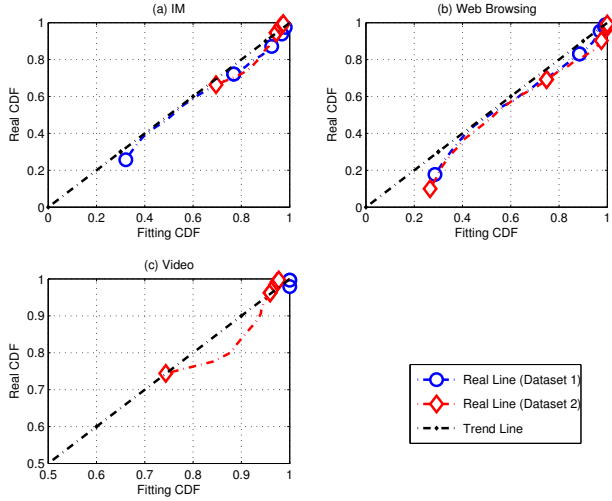 (a) IM
1
0.8
0.6
0.4
0.2
0
Real CDF
0 0.2 0.4 0.6 0.8 1
Fitting CDF
(b) Web Browsing
1
0.8
0.6
0.4
0.2
0
Real CDF
0 0.2 0.4 0.6 0.8 1
Fitting CDF
(c) Video
1
0.9
0.8
0.7
0.6
0.5
Real CDF
0.5 0.6 0.7 0.8 0.9 1
Fitting CDF
Real Line (Dataset 1)
Real Line (Dataset 2)
Trend Line